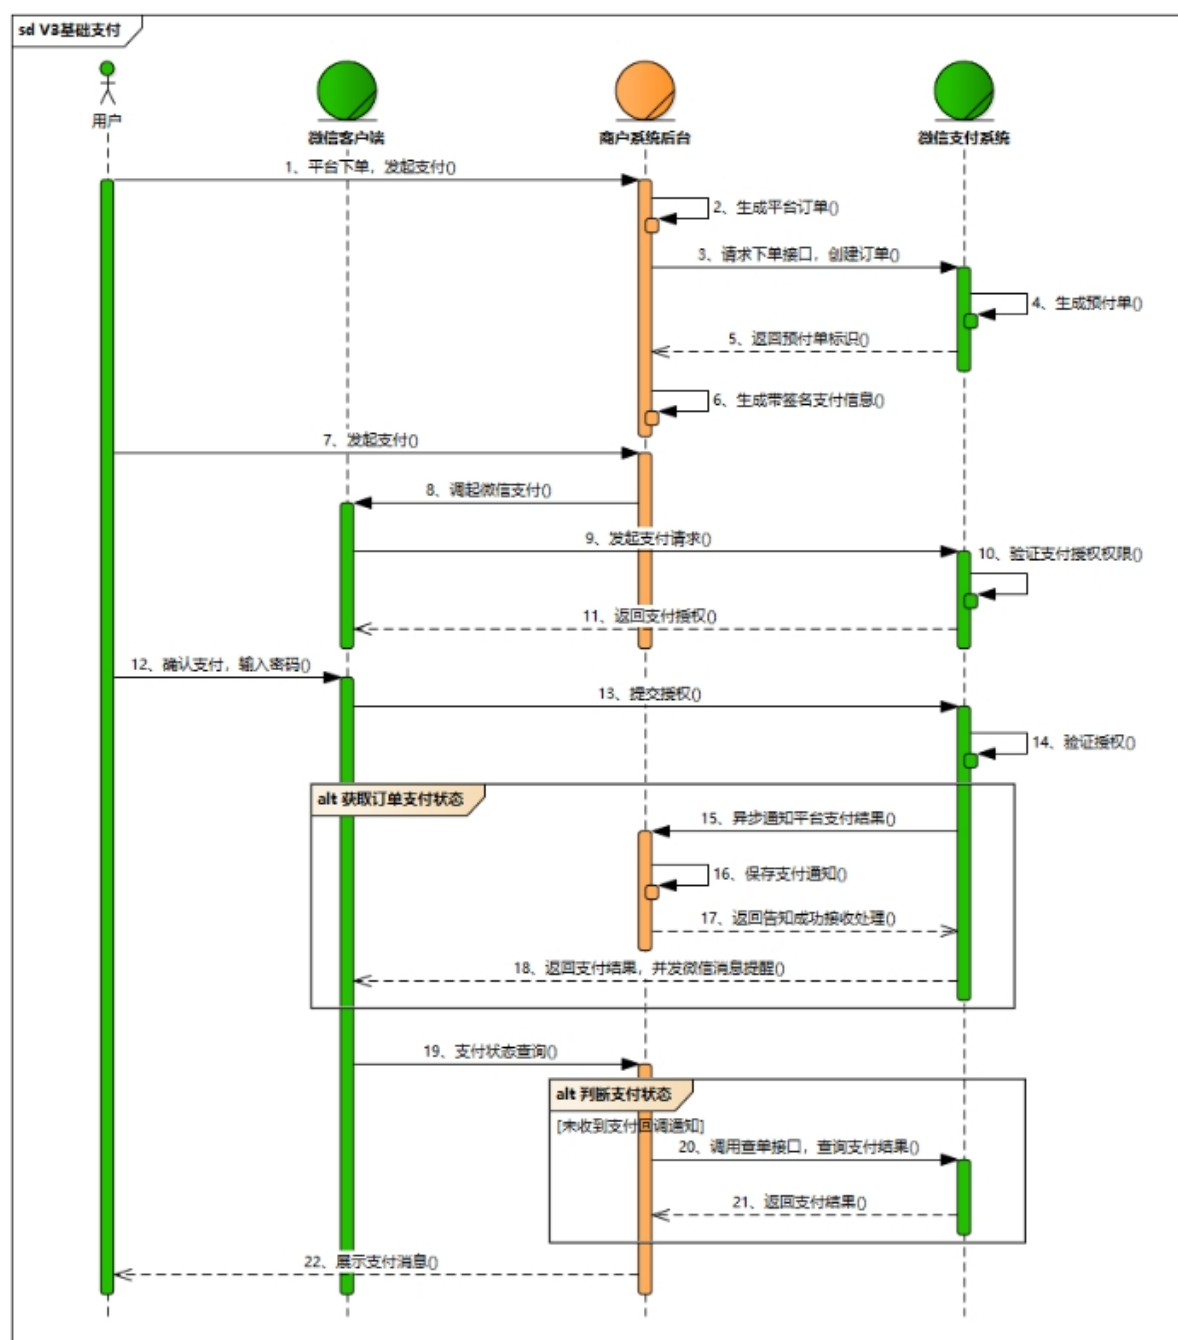 sd V3基础支付
用户
微信客户端
商户系统后台
微信支付系统
1、平台下单，发起支付()
2、生成平台订单()
3、请求下单接口，创建订单()
4、生成预付单()
5、返回预付单标识()
6、生成带签名支付信息()
7、发起支付()
8、调起微信支付()
9、发起支付请求()
10、验证支付授权权限()
11、返回支付授权()
12、确认支付，输入密码()
13、提交授权()
14、验证授权()
alt 获取订单支付状态
15、异步通知平台支付结果()
16、保存支付通知()
17、返回告知成功接收处理()
18、返回支付结果，并发微信消息提醒()
19、支付状态查询()
alt 判断支付状态
[未收到支付回调通知]
20、调用查单接口，查询支付结果()
21、返回支付结果()
22、展示支付消息()